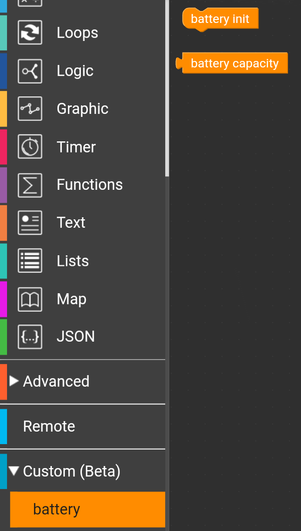 battery init
Loops
battery capacity
Logic
Graphic
Timer
Functions
Text
Lists
Map
{...} JSON
Advanced
Remote
Custom (Beta)
battery